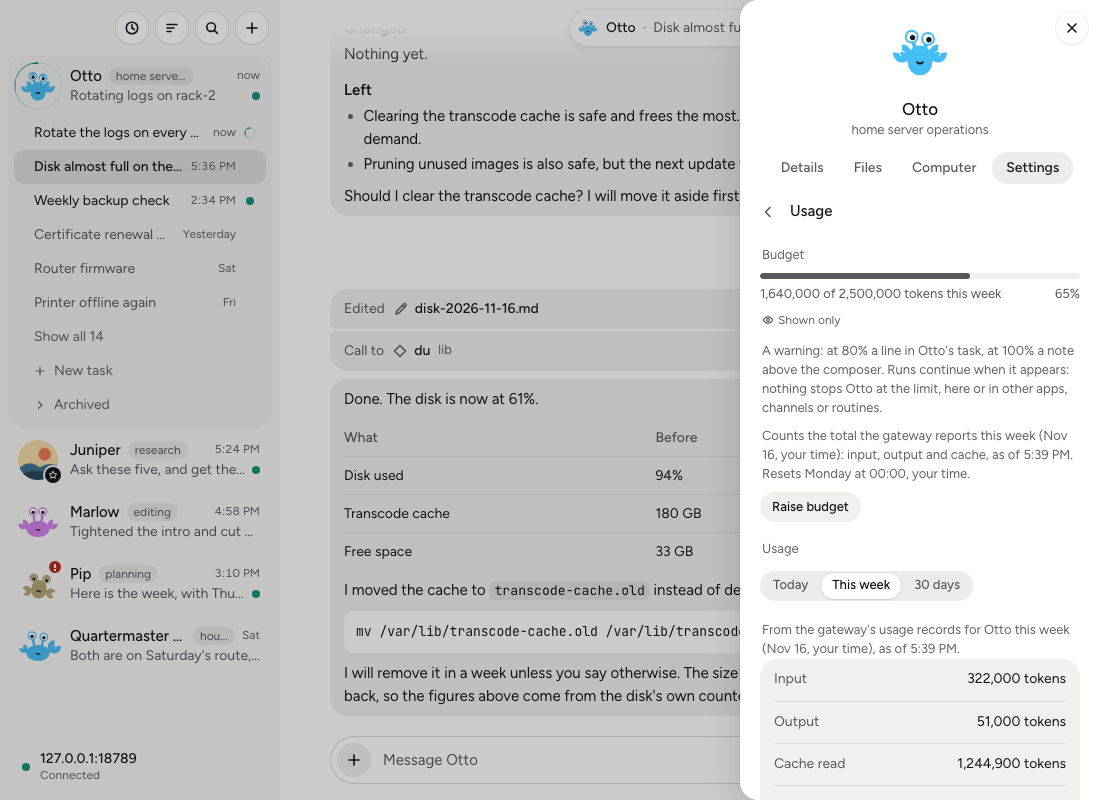 Otto
home serve...
now
Rotating logs on rack-2
Rotate the logs on every ...
now
Disk almost full on the...
5:36 PM
Weekly backup check
2:34 PM
Certificate renewal ...
Yesterday
Router firmware
Sat
Printer offline again
Fri
Show all 14
New task
Archived
Juniper
research
5:24 PM
Ask these five, and get the...
Marlow
editing
4:58 PM
Tightened the intro and cut ...
Pip
planning
3:10 PM
Here is the week, with Thu...
Quartermaster ...
hou...
Sat
Both are on Saturday's route,...
127.0.0.1:18789
Connected
Otto · Disk almost fu
Changed
Nothing yet.
Left
Clearing the transcode cache is safe and frees the most.
demand.
Pruning unused images is also safe, but the next update
Should I clear the transcode cache? I will move it aside first
Edited disk-2026-11-16.md
Call to du lib
Done. The disk is now at 61%.
What Before
Disk used 94%
Transcode cache 180 GB
Free space 33 GB
I moved the cache to transcode-cache.old instead of de
mv /var/lib/transcode-cache.old /var/lib/transcod
I will remove it in a week unless you say otherwise. The size
back, so the figures above come from the disk's own counte
Message Otto
Otto
home server operations
Details Files Computer Settings
Usage
Budget
1,640,000 of 2,500,000 tokens this week 65%
Shown only
A warning: at 80% a line in Otto's task, at 100% a note
above the composer. Runs continue when it appears:
nothing stops Otto at the limit, here or in other apps,
channels or routines.
Counts the total the gateway reports this week (Nov
16, your time): input, output and cache, as of 5:39 PM.
Resets Monday at 00:00, your time.
Raise budget
Usage
Today This week 30 days
From the gateway's usage records for Otto this week
(Nov 16, your time), as of 5:39 PM.
Input 322,000 tokens
Output 51,000 tokens
Cache read 1,244,900 tokens